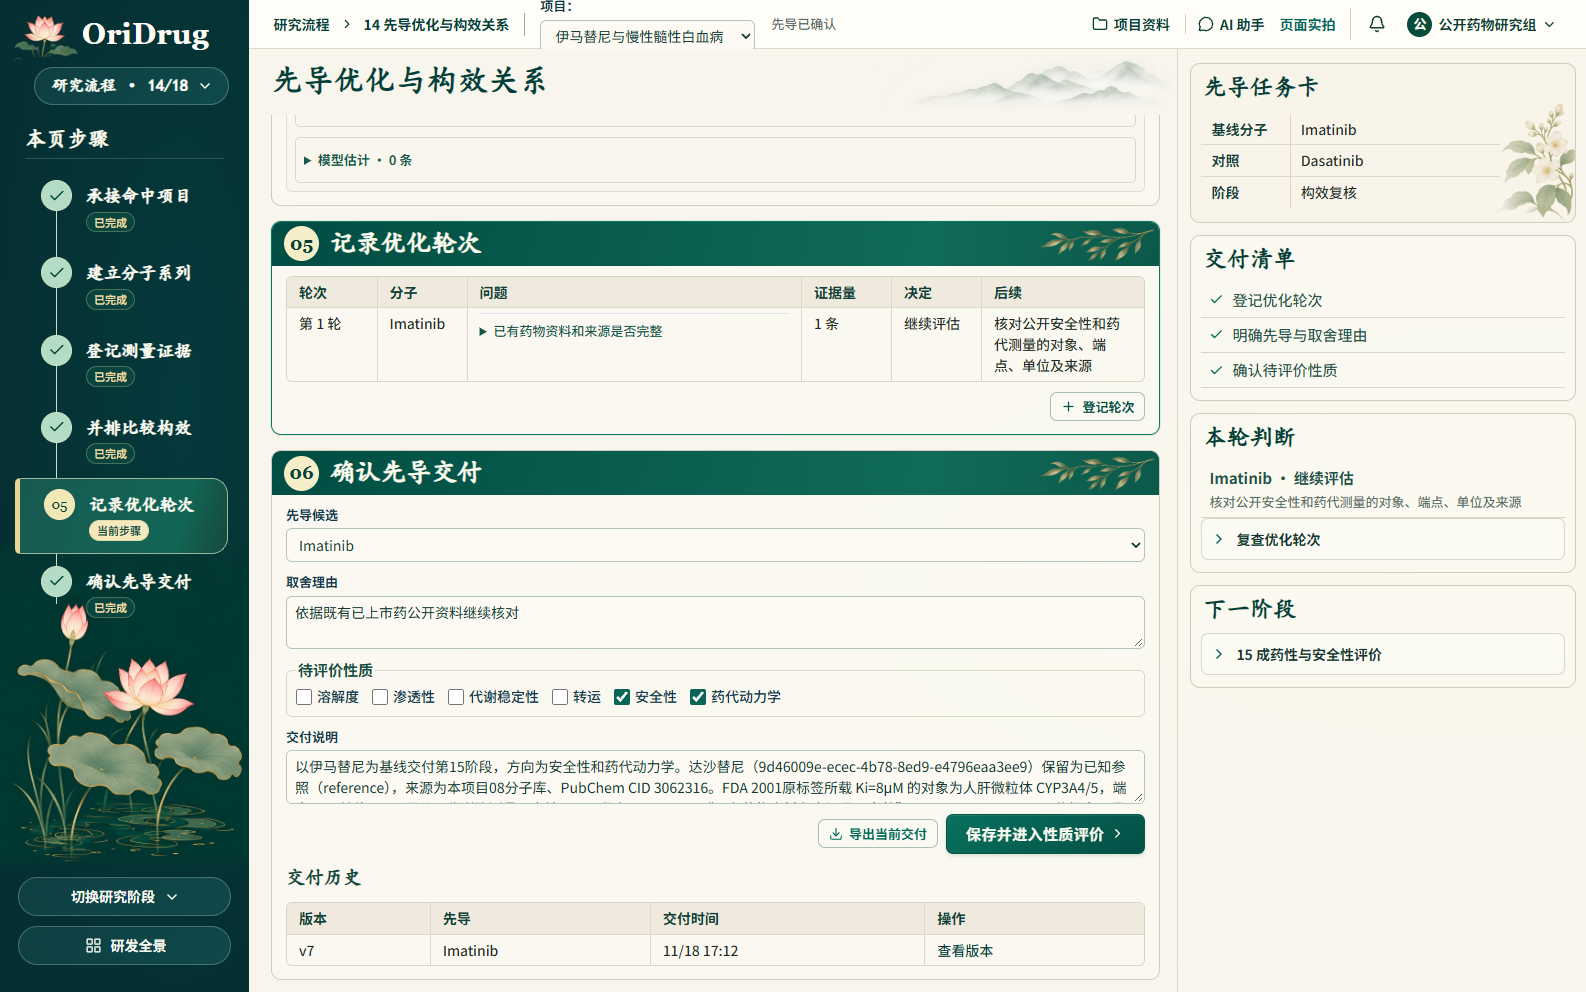 OriDrug
研究流程 • 14/18
本页步骤
承接命中项目
已完成
建立分子系列
已完成
登记测量证据
已完成
并排比较构效
已完成
05 记录优化轮次
当前步骤
确认先导交付
已完成
切换研究阶段
研发全景
研究流程 > 14 先导优化与构效关系
项目：
伊马替尼与慢性髓性白血病
先导已确认
项目资料
AI 助手
页面实拍
公 公开药物研究组
先导优化与构效关系
模型估计 • 0 条
05 记录优化轮次
轮次 分子 问题 证据量 决定 后续
第 1 轮 Imatinib 已有药物资料和来源是否完整 1 条 继续评估 核对公开安全性和药
代测量的对象、端
点、单位及来源
登记轮次
06 确认先导交付
先导候选
Imatinib
取舍理由
依据既有已上市药公开资料继续核对
待评价性质
溶解度 渗透性 代谢稳定性 转运 安全性 药代动力学
交付说明
以伊马替尼为基线交付第15阶段，方向为安全性和药代动力学。达沙替尼（9d46009e-ecec-4b78-8ed9-e4796eaa3ee9）保留为已知参
照（reference），来源为本项目08分子库、PubChem CID 3062316。FDA 2001原标签所载 Ki=8μM 的对象为人肝微粒体 CYP3A4/5，端
导出当前交付
保存并进入性质评价 >
交付历史
版本 先导 交付时间 操作
v7 Imatinib 11/18 17:12 查看版本
先导任务卡
基线分子 Imatinib
对照 Dasatinib
阶段 构效复核
交付清单
登记优化轮次
明确先导与取舍理由
确认待评价性质
本轮判断
Imatinib • 继续评估
核对公开安全性和药代测量的对象、端点、单位及来源
复查优化轮次
下一阶段
15 成药性与安全性评价